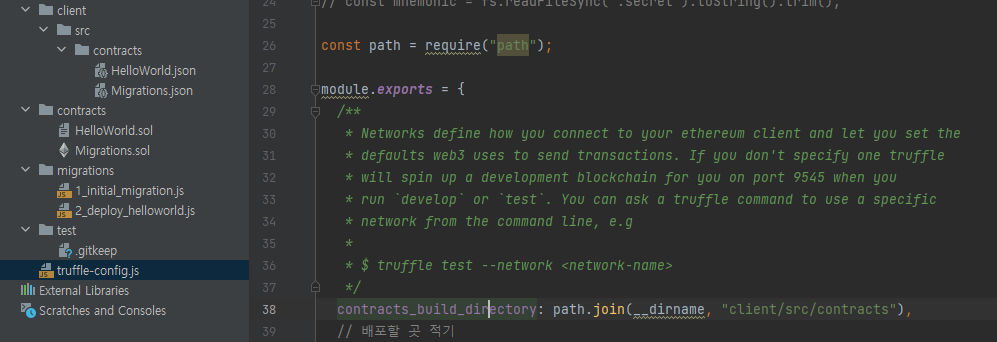 client
src
contracts
HelloWorld.json
Migrations.json
contracts
HelloWorld.sol
Migrations.sol
migrations
1_initial_migration.js
2_deploy_helloworld.js
test
.gitkeep
truffle-config.js
External Libraries
Scratches and Consoles
24 // const mnemonic = fs.readFileSync(".secret").toString().trim();
25
26 const path = require("path");
27
28 module.exports = {
29 /**
30 * Networks define how you connect to your ethereum client and let you set the
31 * defaults web3 uses to send transactions. If you don't specify one truffle
32 * will spin up a development blockchain for you on port 9545 when you
33 * run `develop` or `test`. You can ask a truffle command to use a specific
34 * network from the command line, e.g
35 *
36 * $ truffle test --network <network-name>
37 */
38 contracts_build_directory: path.join(__dirname, "client/src/contracts"),
39 // 배포할 곳 적기